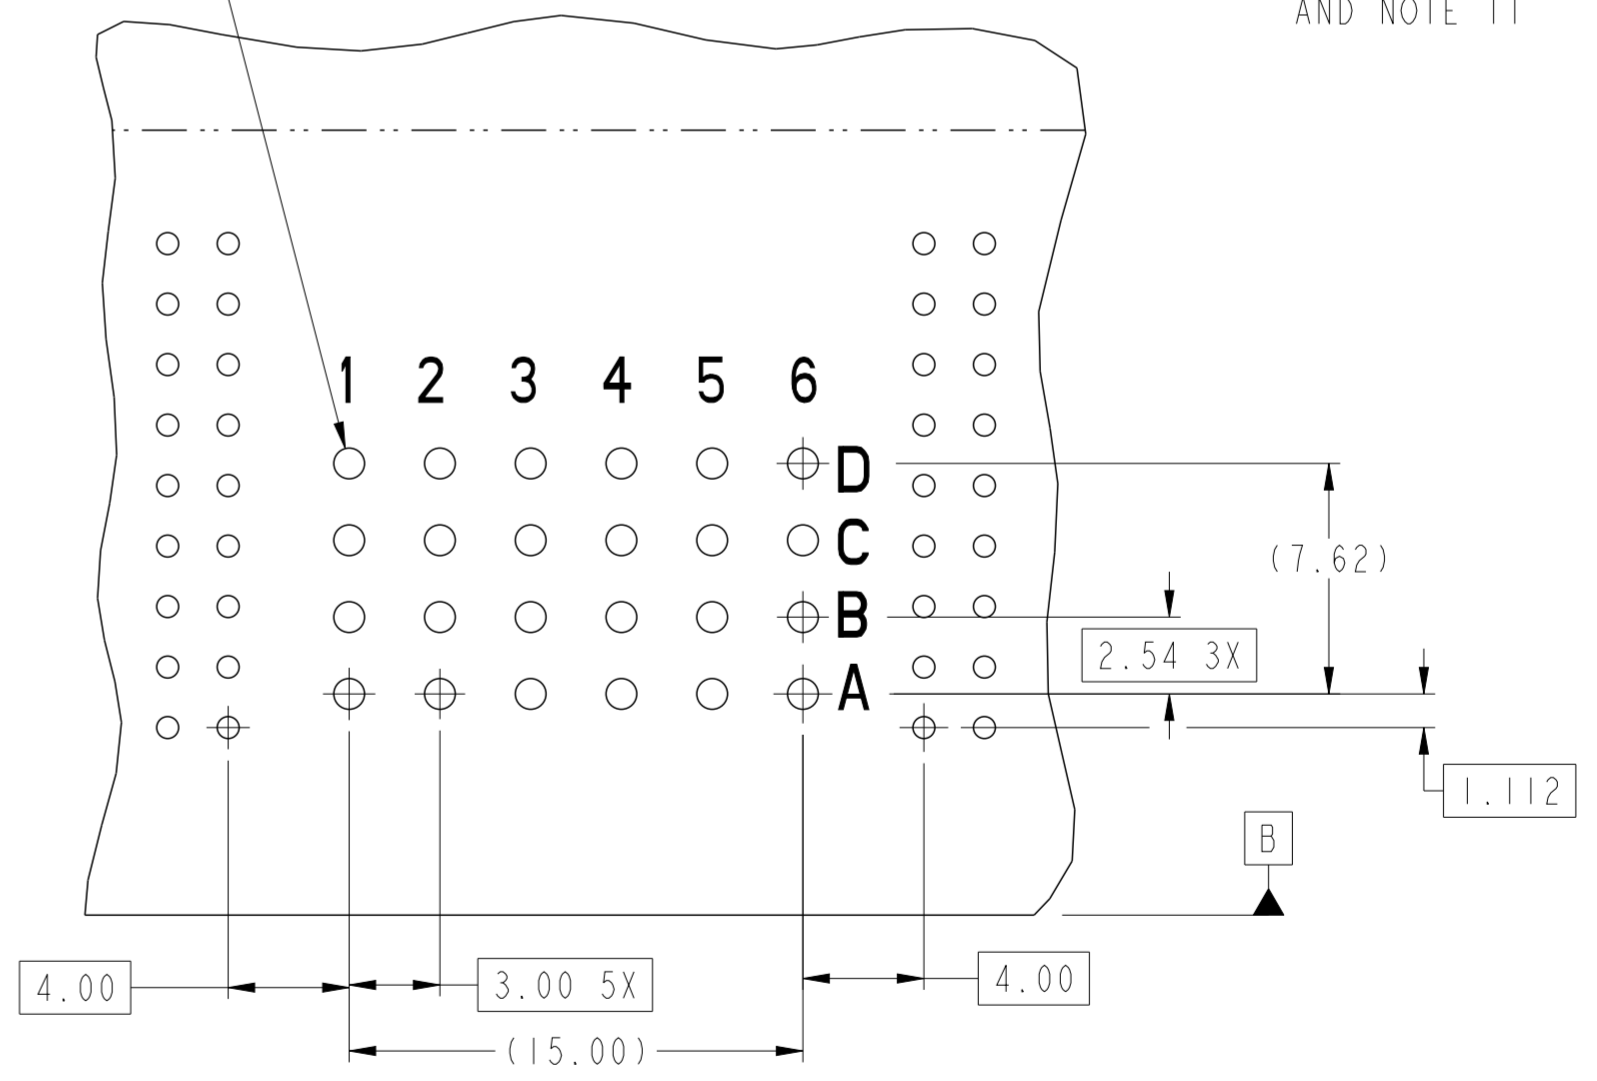 AND NOTE 11
1 2 3 4 5 6
D
C
(7.62)
B
2.54 3X
A
1.112
B
4.00
3.00 5X
4.00
(15.00)